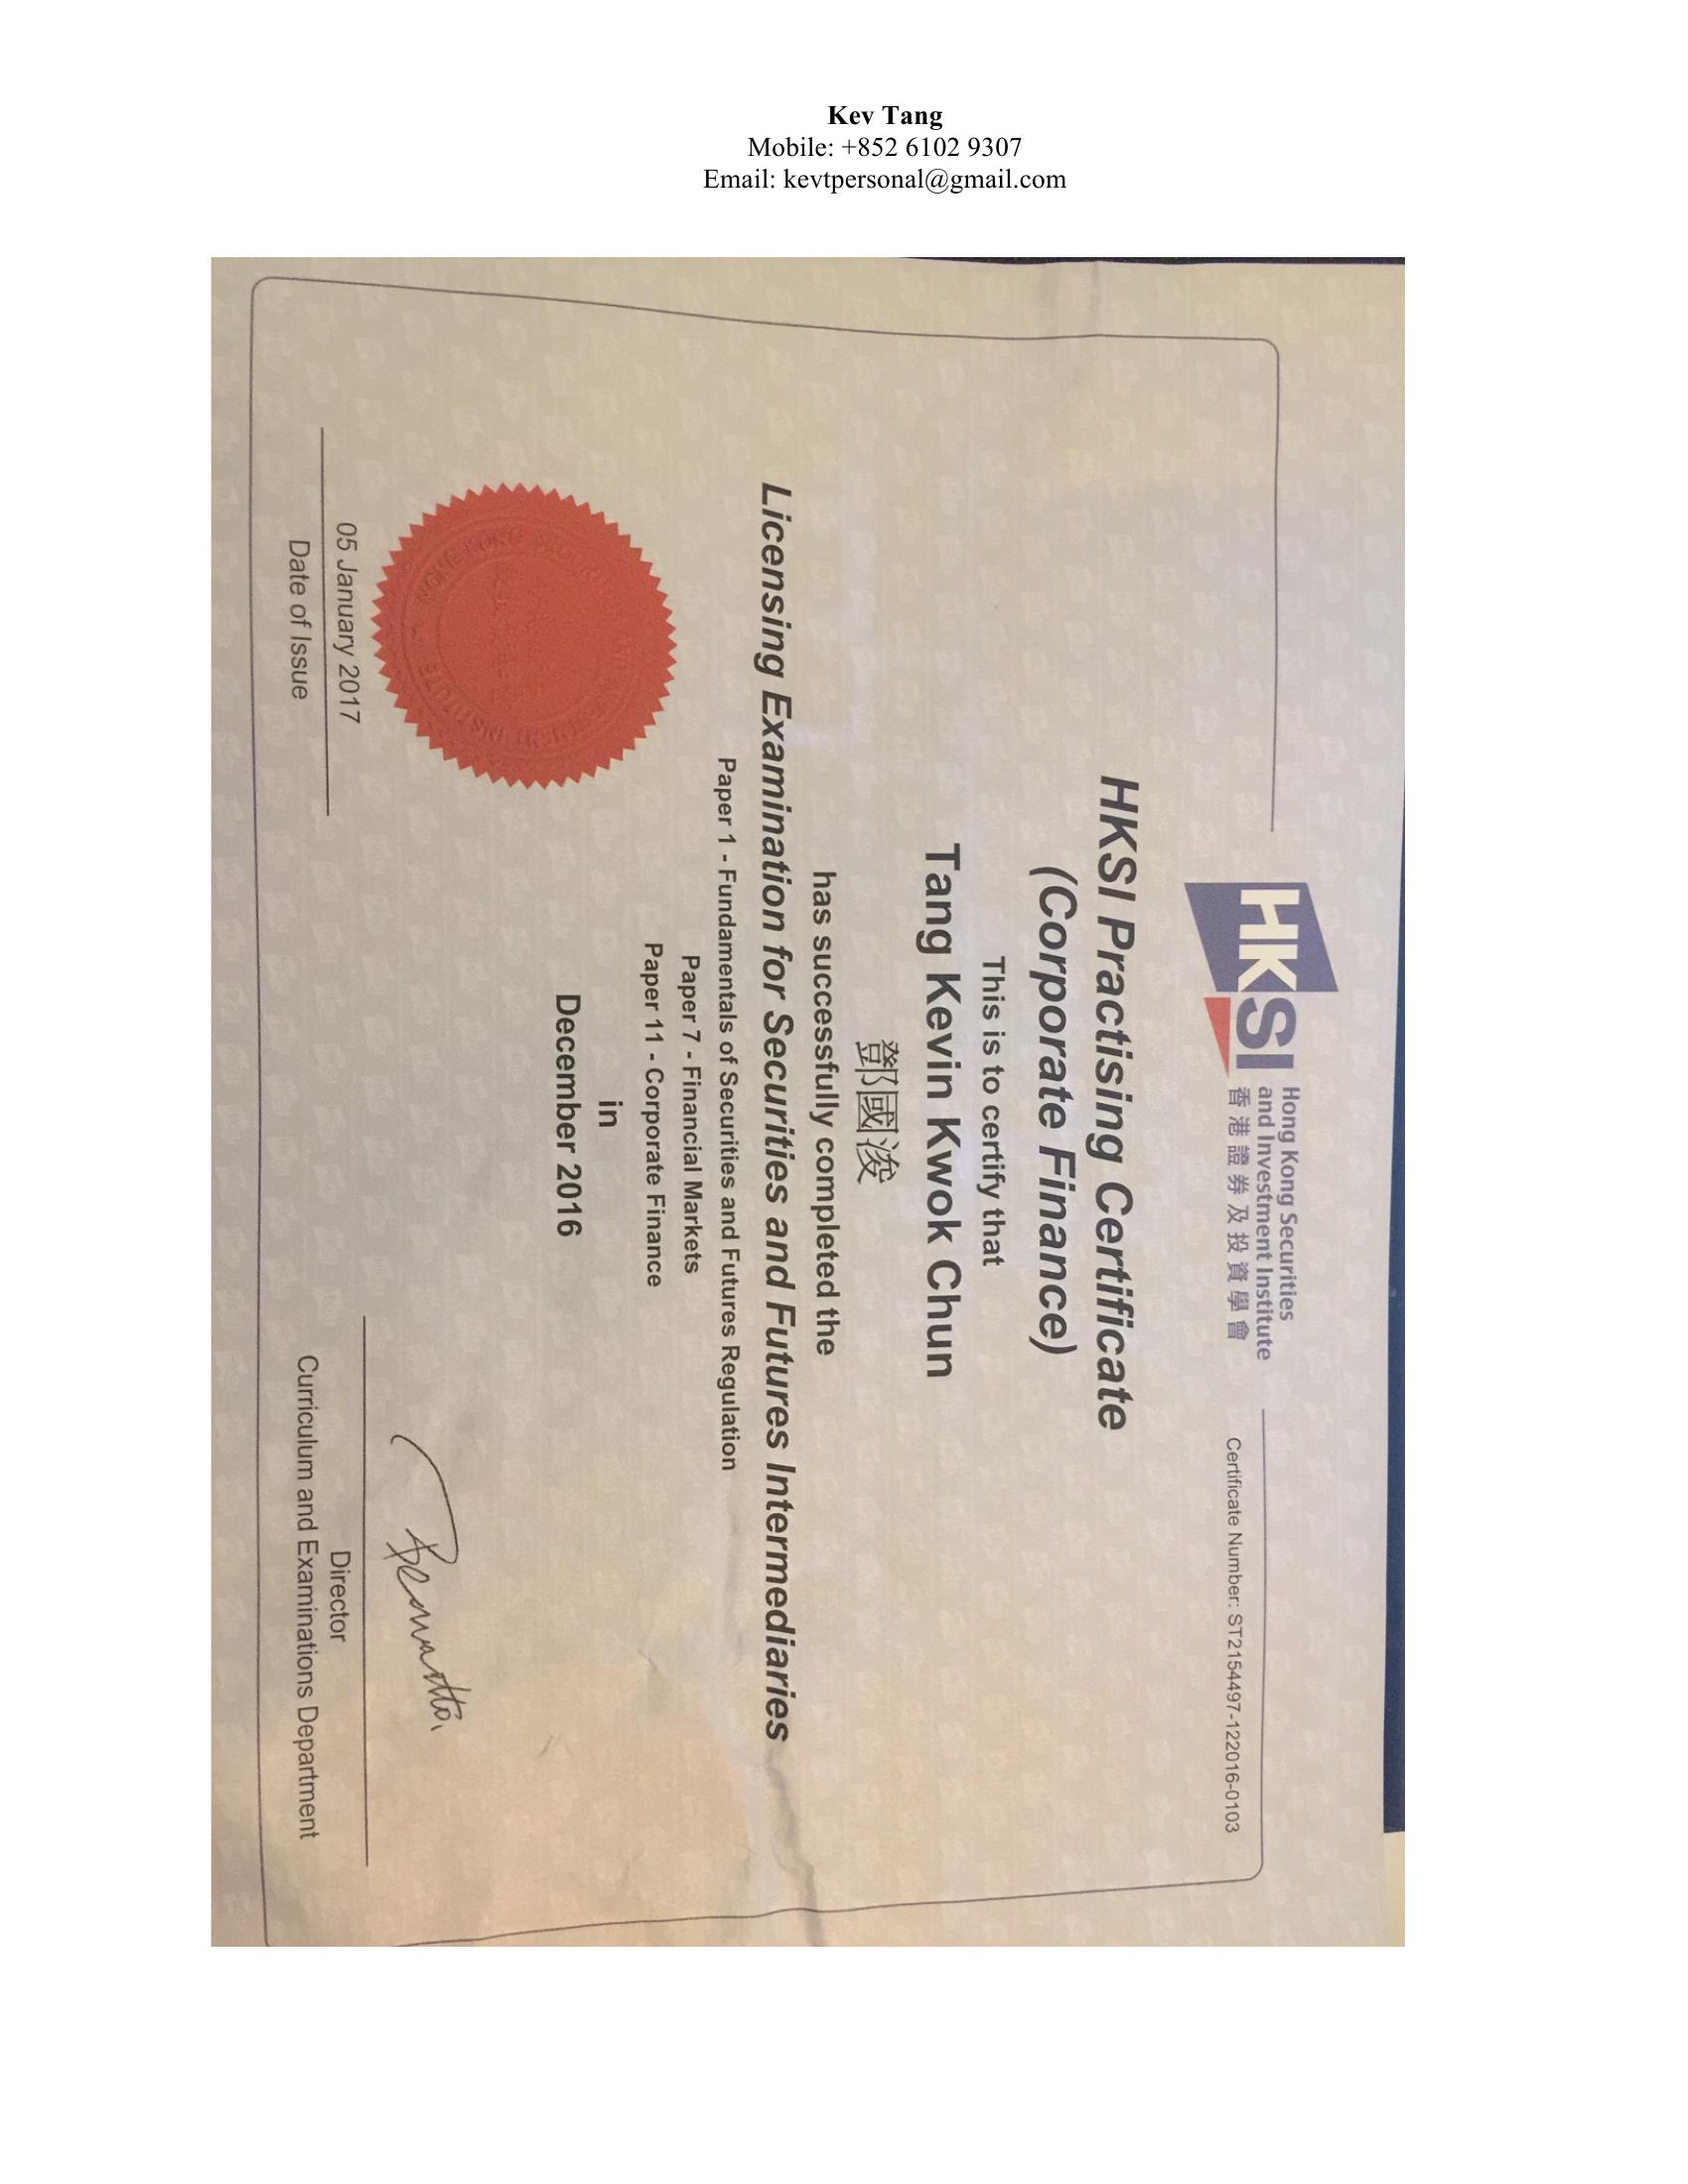 Kev Tang
Mobile: +852 6102 9307
Email: kevtpersonal@gmail.com
HKSI
Hong Kong Securities
and Investment Institute
香港證券及投資學會
Certificate Number: ST2154497-122016-0103
HKSI Practising Certificate
(Corporate Finance)
This is to certify that
Tang Kevin Kwok Chun
鄧國浚
has successfully completed the
Licensing Examination for Securities and Futures Intermediaries
Paper 1 - Fundamentals of Securities and Futures Regulation
Paper 7 - Financial Markets
Paper 11 - Corporate Finance
in
December 2016
05 January 2017
Date of Issue
Director
Curriculum and Examinations Department